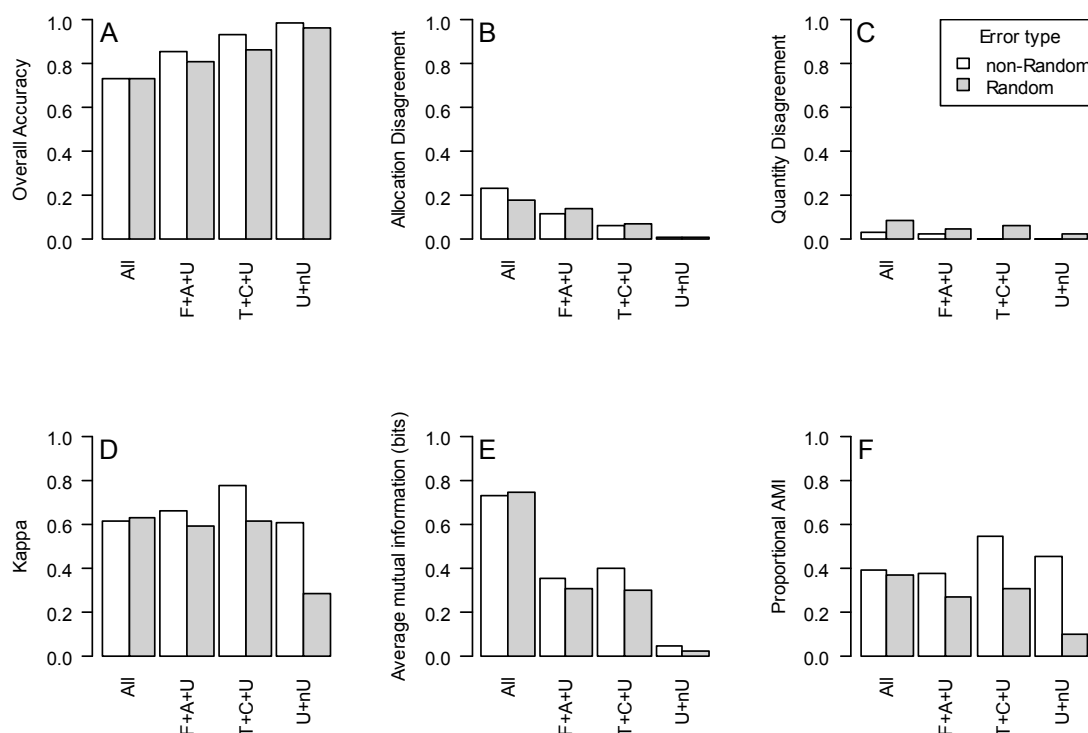 A
Overall Accuracy
1.0
0.8
0.6
0.4
0.2
0.0
All
F+A+U
T+C+U
U+nU
B
Allocation Disagreement
1.0
0.8
0.6
0.4
0.2
0.0
All
F+A+U
T+C+U
U+nU
C
Quantity Disagreement
1.0
0.8
0.6
0.4
0.2
0.0
All
F+A+U
T+C+U
U+nU
Error type
non-Random
Random
D
Kappa
1.0
0.8
0.6
0.4
0.2
0.0
All
F+A+U
T+C+U
U+nU
E
Average mutual information (bits)
1.0
0.8
0.6
0.4
0.2
0.0
All
F+A+U
T+C+U
U+nU
F
Proportional AMI
1.0
0.8
0.6
0.4
0.2
0.0
All
F+A+U
T+C+U
U+nU